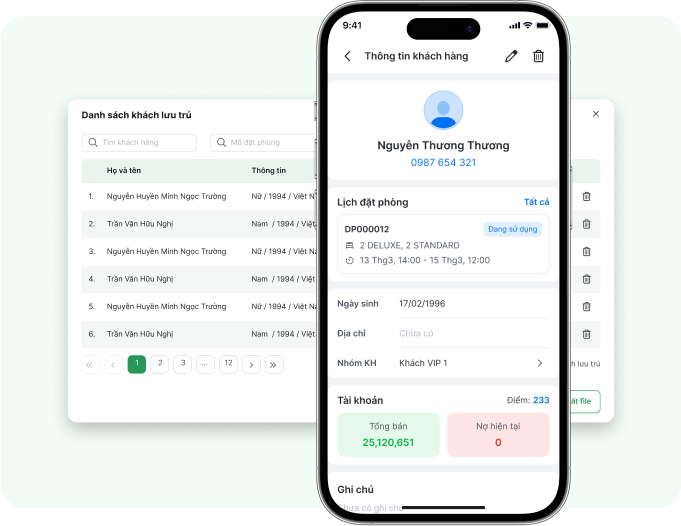 Danh sách khách lưu trú
Tìm khách hàng
Mã đặt phòng
Họ và tên
Thông tin
1. Nguyễn Huyền Minh Ngọc Trường Nữ / 1994 / Việt N
2. Trần Văn Hữu Nghị Nam / 1994 / Việt
3. Nguyễn Huyền Minh Ngọc Trường Nữ / 1994 / Việt N
4. Trần Văn Hữu Nghị Nam / 1994 / Việt
5. Nguyễn Huyền Minh Ngọc Trường Nữ / 1994 / Việt
6. Trần Văn Hữu Nghị Nam / 1994 / Việt
1 2 3 ... 12
lưu trú
file
9:41
Thông tin khách hàng
Nguyễn Thương Thương
0987 654 321
Lịch đặt phòng Tất cả
DP000012 Đang sử dụng
2 DELUXE, 2 STANDARD
13 Thg3, 14:00 - 15 Thg3, 12:00
Ngày sinh 17/02/1996
Địa chỉ Chưa có
Nhóm KH Khách VIP 1
Tài khoản Điểm: 233
Tổng bán Nợ hiện tại
25,120,651 0
Ghi chú
Chưa có ghi chú